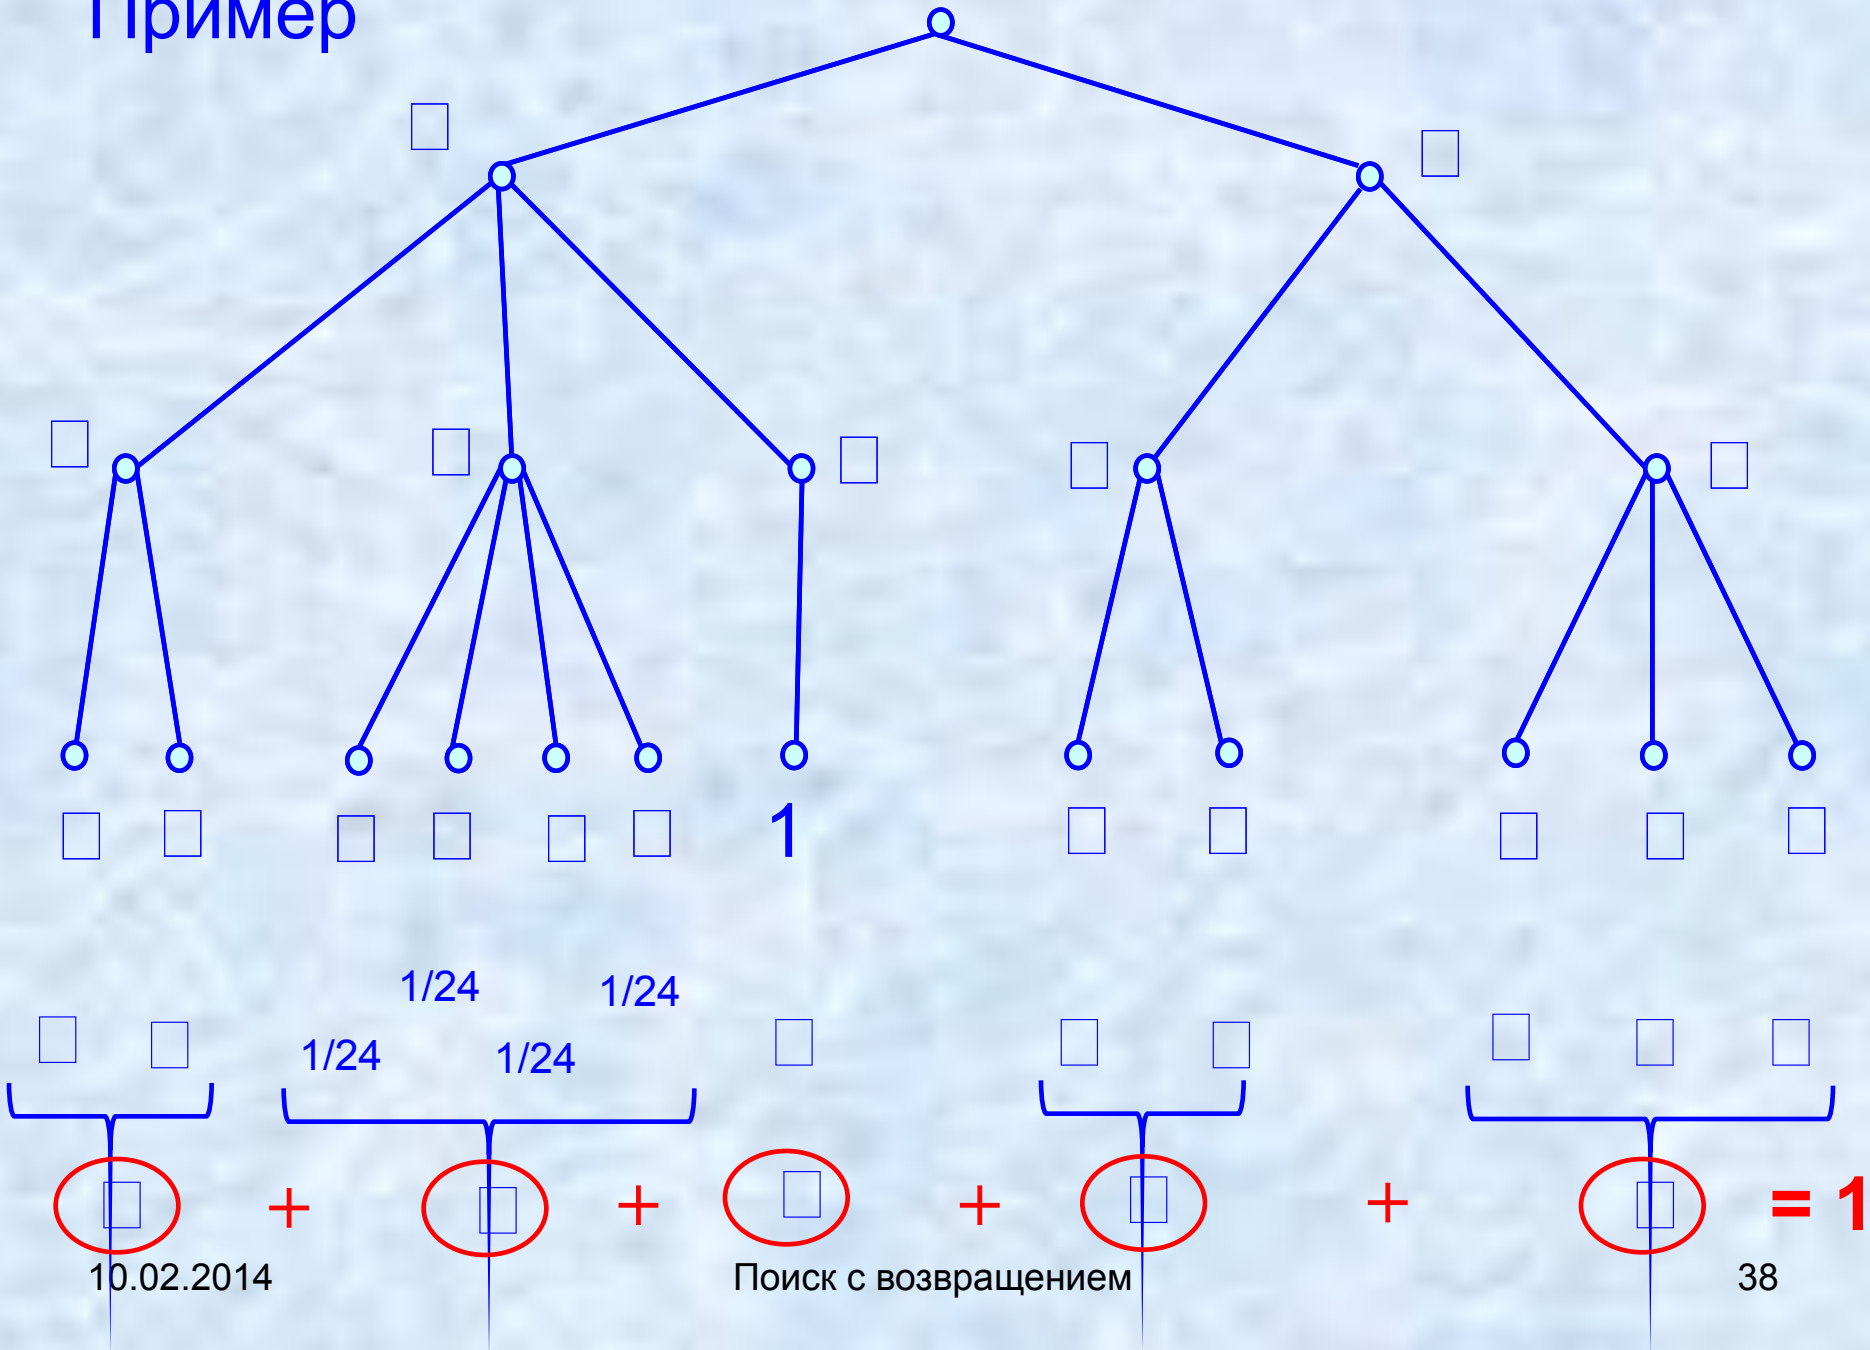 Пример
1
1/24 1/24
1/24 1/24
+ + + + = 1
10.02.2014 Поиск с возвращением 38